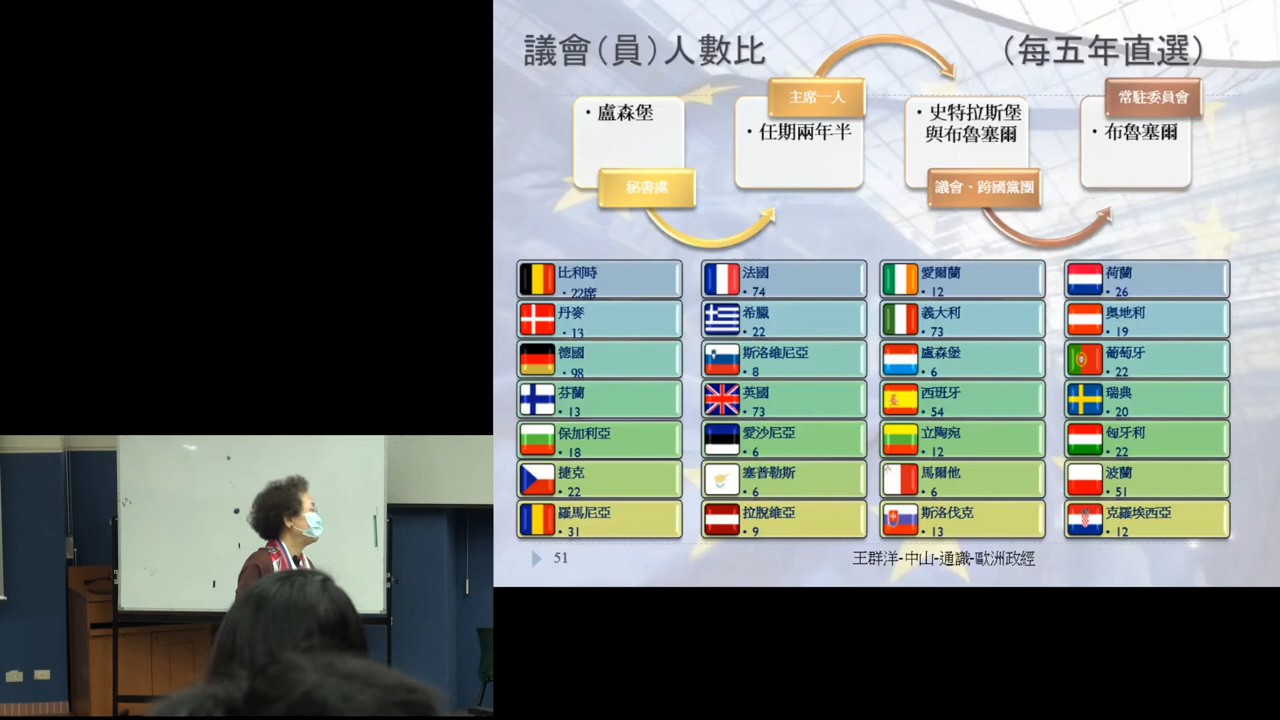 議會(員)人數比 (每五年直選)
• 盧森堡
秘書處
主席一人
• 任期兩年半
• 史特拉斯堡
與布魯塞爾
議會、跨國黨團
常駐委員會
• 布魯塞爾
比利時
• 22席
法國
• 74
愛爾蘭
• 12
荷蘭
• 26
丹麥
• 13
希臘
• 22
義大利
• 73
奧地利
• 19
德國
• 98
斯洛維尼亞
• 8
盧森堡
• 6
葡萄牙
• 22
芬蘭
• 13
英國
• 73
西班牙
• 54
瑞典
• 20
保加利亞
• 18
愛沙尼亞
• 6
立陶宛
• 12
匈牙利
• 22
捷克
• 22
塞普勒斯
• 6
馬爾他
• 6
波蘭
• 51
羅馬尼亞
• 31
拉脫維亞
• 9
斯洛伐克
• 13
克羅埃西亞
• 12
51
王群洋-中山-通識-歐洲政經